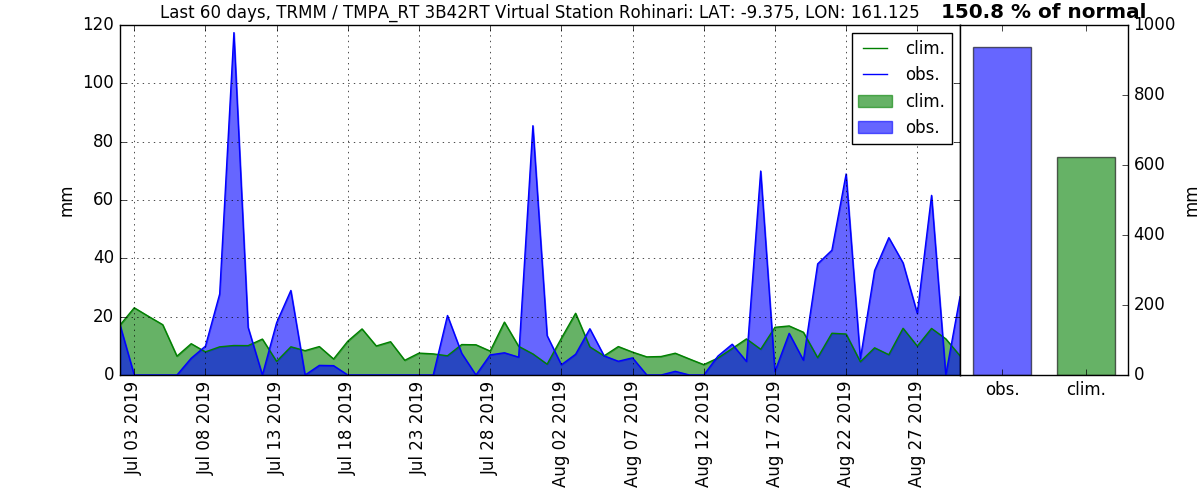 Last 60 days, TRMM / TMPA_RT 3B42RT Virtual Station Rohinari: LAT: -9.375, LON: 161.125
150.8 % of normal
120
100
80
60
40
20
0
mm
clim.
obs.
clim.
obs.
1000
800
600
400
200
0
mm
Jul 03 2019
Jul 08 2019
Jul 13 2019
Jul 18 2019
Jul 23 2019
Jul 28 2019
Aug 02 2019
Aug 07 2019
Aug 12 2019
Aug 17 2019
Aug 22 2019
Aug 27 2019
obs.
clim.